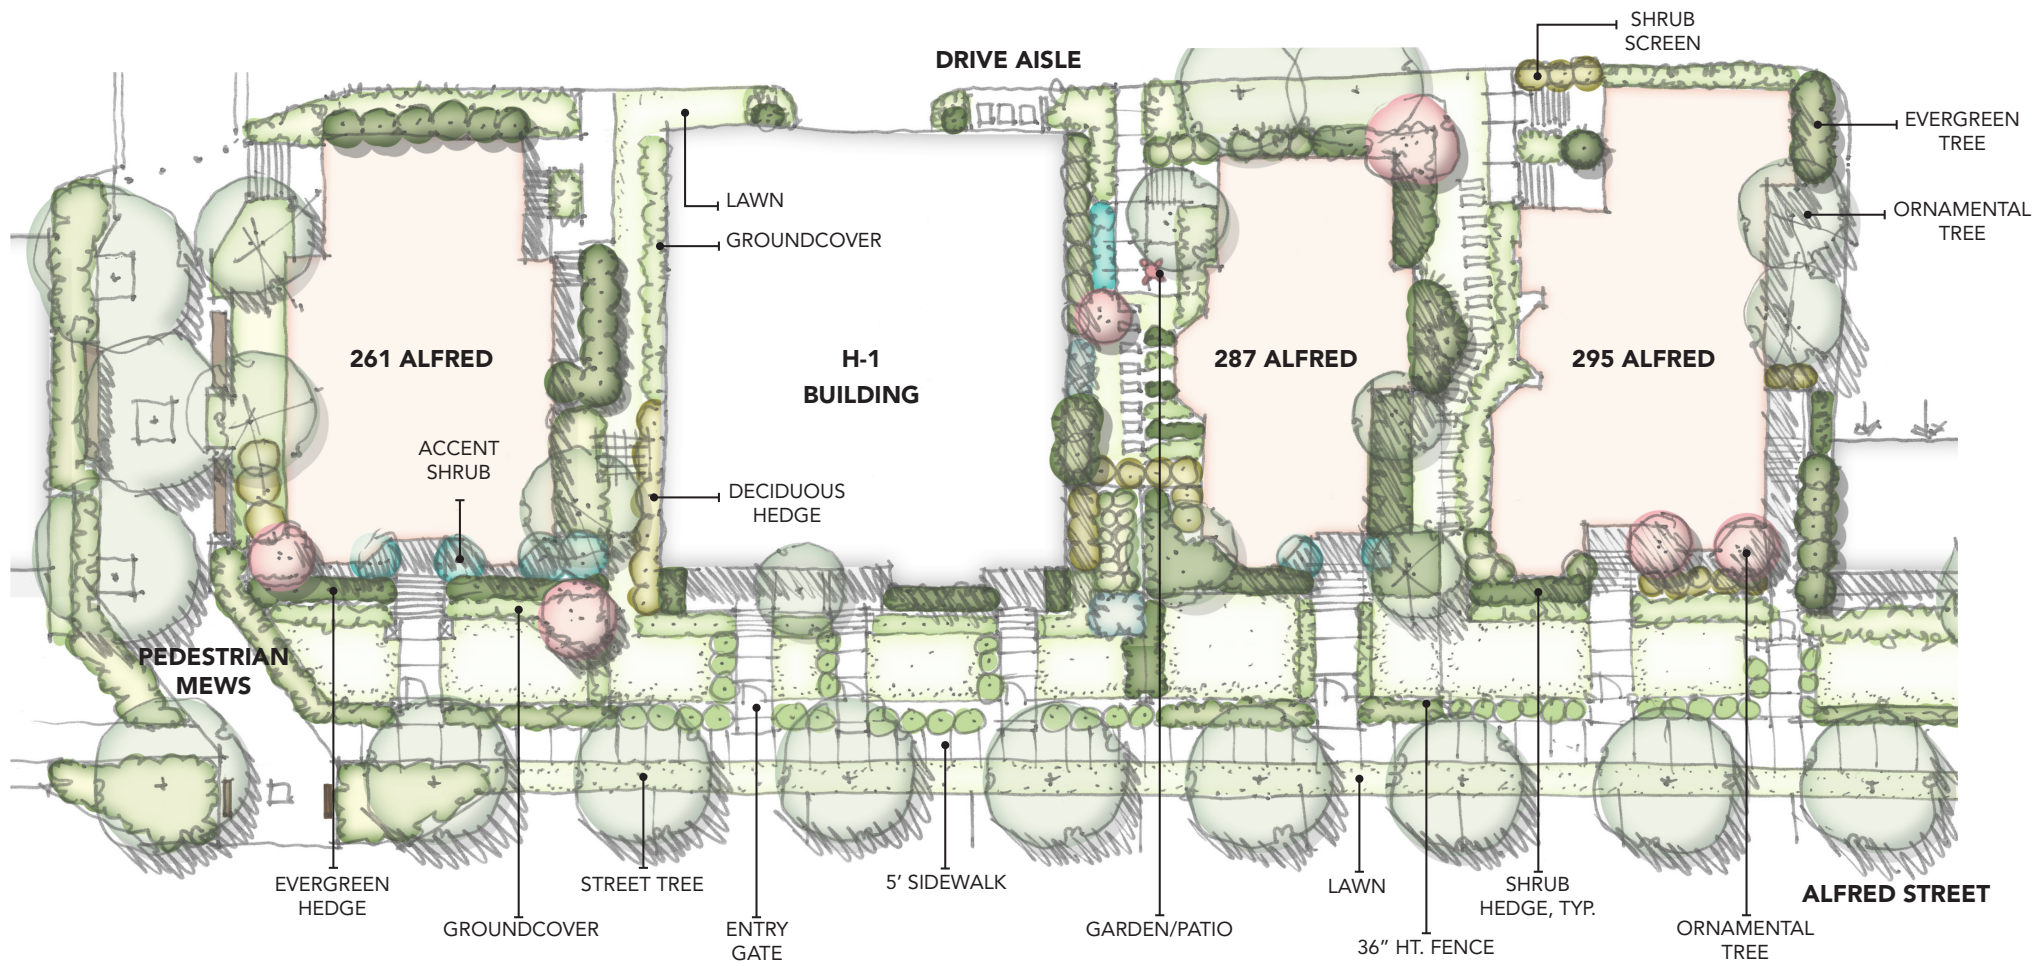 SHRUB
SCREEN
DRIVE AISLE
EVERGREEN
TREE
LAWN
ORNAMENTAL
TREE
GROUNDCOVER
261 ALFRED
H-1
BUILDING
287 ALFRED
295 ALFRED
ACCENT
SHRUB
DECIDUOUS
HEDGE
PEDESTRIAN
MEWS
EVERGREEN
HEDGE
STREET TREE
5’ SIDEWALK
LAWN
SHRUB
HEDGE, TYP.
ALFRED STREET
GROUNDCOVER
ENTRY
GATE
GARDEN/PATIO
36” HT. FENCE
ORNAMENTAL
TREE